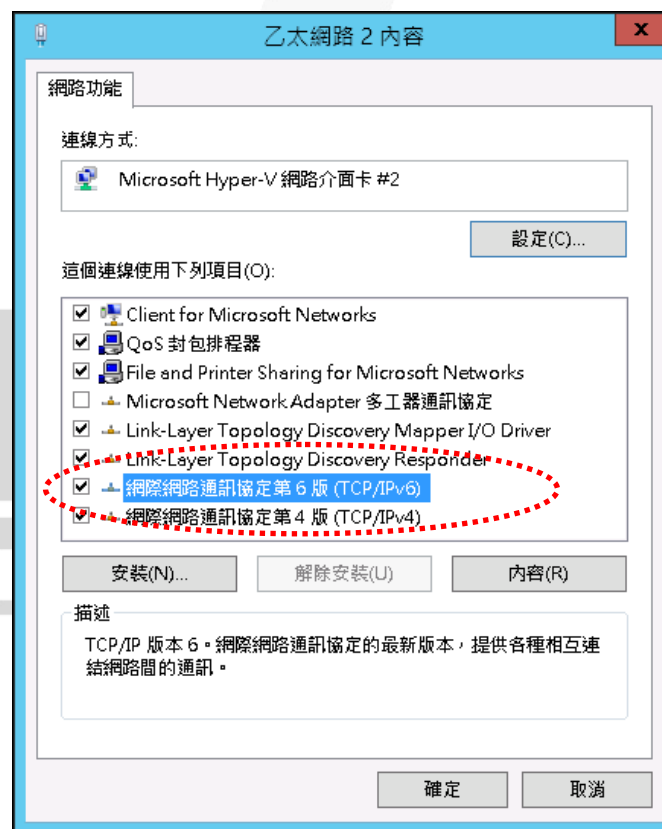 乙太網路 2 內容
x
網路功能
連線方式:
Microsoft Hyper-V 網路介面卡 #2
設定(C)...
這個連線使用下列項目(O):
Client for Microsoft Networks
QoS 封包排程器
File and Printer Sharing for Microsoft Networks
Microsoft Network Adapter 多工器通訊協定
Link-Layer Topology Discovery Mapper I/O Driver
Link-Layer Topology Discovery Responder
網際網路通訊協定第 6 版 (TCP/IPv6)
網際網路通訊協定第 4 版 (TCP/IPv4)
安裝(N)...
解除安裝(U)
內容(R)
描述
TCP/IP 版本 6。網際網路通訊協定的最新版本，提供各種相互連
結網路間的通訊。
確定
取消